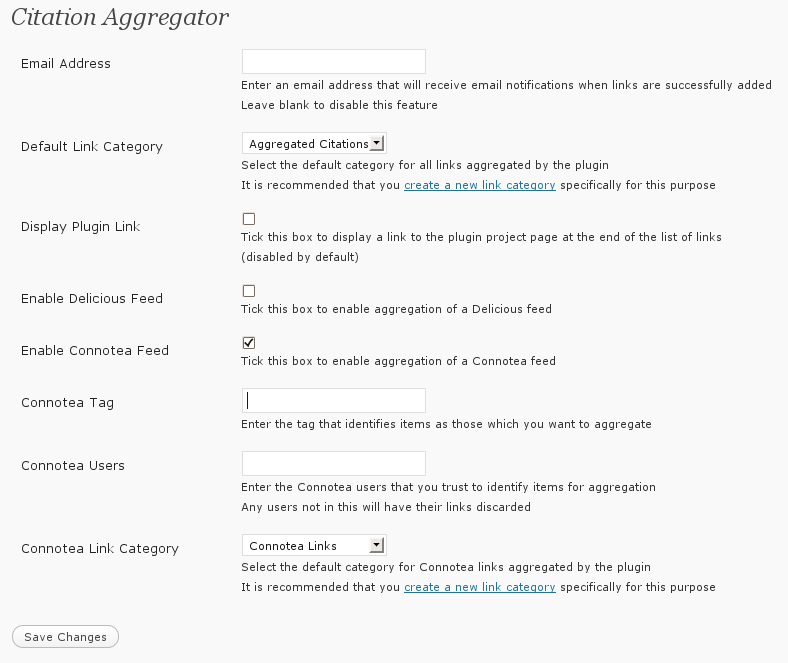 Citation Aggregator
Email Address
Enter an email address that will receive email notifications when links are successfully added
Leave blank to disable this feature
Default Link Category
Aggregated Citations
Select the default category for all links aggregated by the plugin
It is recommended that you create a new link category specifically for this purpose
Display Plugin Link
Tick this box to display a link to the plugin project page at the end of the list of links
(disabled by default)
Enable Delicious Feed
Tick this box to enable aggregation of a Delicious feed
Enable Connotea Feed
Tick this box to enable aggregation of a Connotea feed
Connotea Tag
Enter the tag that identifies items as those which you want to aggregate
Connotea Users
Enter the Connotea users that you trust to identify items for aggregation
Any users not in this will have their links discarded
Connotea Link Category
Connotea Links
Select the default category for Connotea links aggregated by the plugin
It is recommended that you create a new link category specifically for this purpose
Save Changes